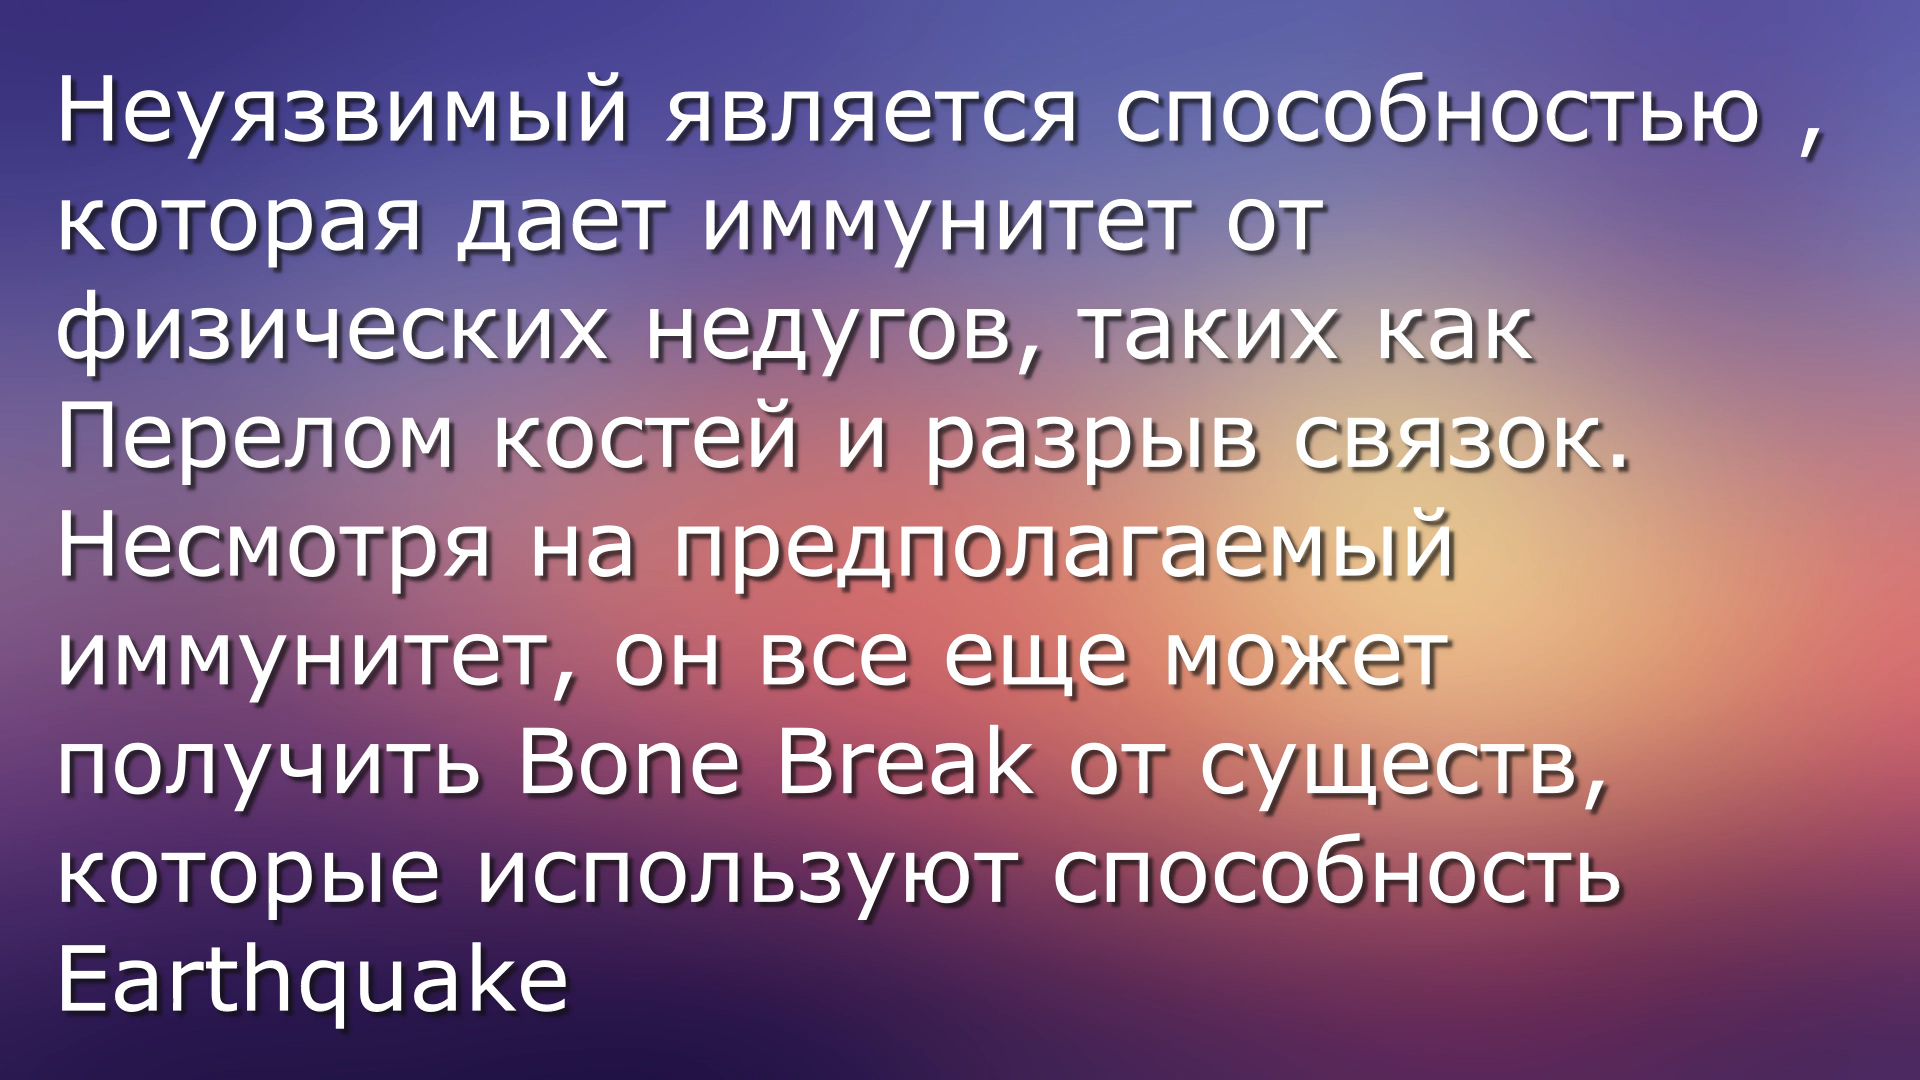 Неуязвимый является способностью ,
которая дает иммунитет от
физических недугов, таких как
Перелом костей и разрыв связок.
Несмотря на предполагаемый
иммунитет, он все еще может
получить Bone Break от существ,
которые используют способность
Earthquake